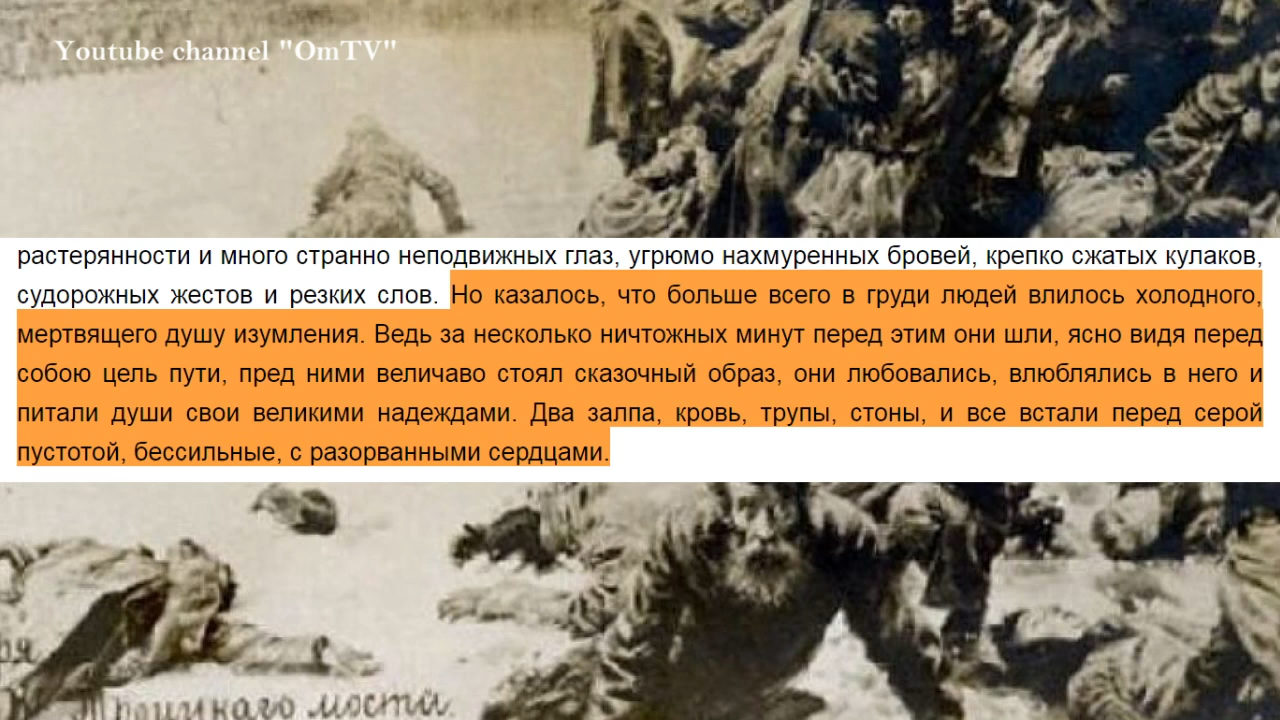 Youtube channel "OmTV"
растерянности и много странно неподвижных глаз, угрюмо нахмуренных бровей, крепко сжатых кулаков,
судорожных жестов и резких слов. Но казалось, что больше всего в груди людей влилось холодного,
мертвящего душу изумления. Ведь за несколько ничтожных минут перед этим они шли, ясно видя перед
собою цель пути, пред ними величаво стоял сказочный образ, они любовались, влюблялись в него и
питали души свои великими надеждами. Два залпа, кровь, трупы, стоны, и все встали перед серой
пустотой, бессильные, с разорванными сердцами.
Троицкаго моста.